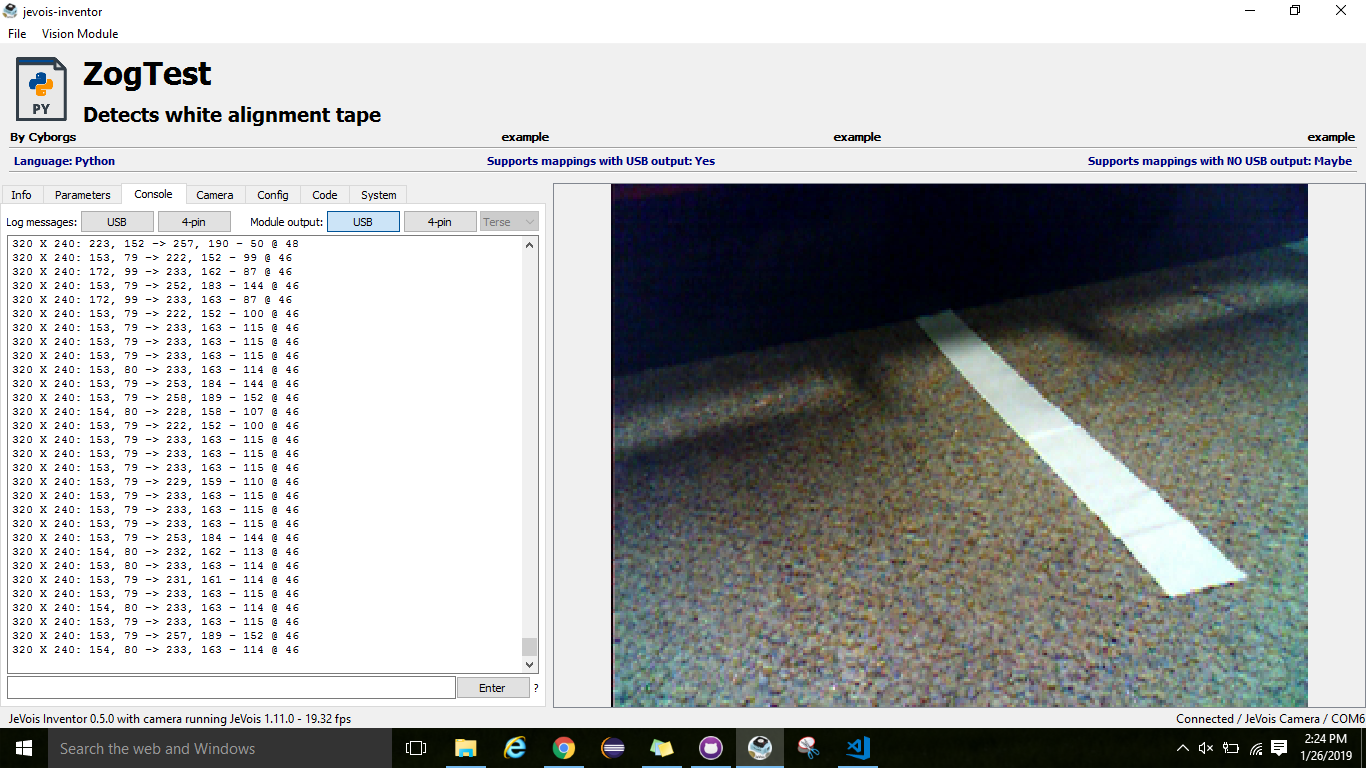 jevois-inventor
File Vision Module
PY
ZogTest
Detects white alignment tape
By Cyborgs example example example
Language: Python Supports mappings with USB output: Yes Supports mappings with NO USB output: Maybe
Info Parameters Console Camera Config Code System
Log messages: USB 4-pin Module output: USB 4-pin Terse
320 X 240: 223, 152 -> 257, 190 - 50 @ 48
320 X 240: 153, 79 -> 222, 152 - 99 @ 46
320 X 240: 172, 99 -> 233, 162 - 87 @ 46
320 X 240: 153, 79 -> 252, 183 - 144 @ 46
320 X 240: 172, 99 -> 233, 163 - 87 @ 46
320 X 240: 153, 79 -> 222, 152 - 100 @ 46
320 X 240: 153, 79 -> 233, 163 - 115 @ 46
320 X 240: 153, 79 -> 233, 163 - 115 @ 46
320 X 240: 153, 79 -> 233, 163 - 115 @ 46
320 X 240: 153, 80 -> 233, 163 - 114 @ 46
320 X 240: 153, 79 -> 253, 184 - 144 @ 46
320 X 240: 153, 79 -> 258, 189 - 152 @ 46
320 X 240: 154, 80 -> 228, 158 - 107 @ 46
320 X 240: 153, 79 -> 222, 152 - 100 @ 46
320 X 240: 153, 79 -> 233, 163 - 115 @ 46
320 X 240: 153, 79 -> 233, 163 - 115 @ 46
320 X 240: 153, 79 -> 233, 163 - 115 @ 46
320 X 240: 153, 79 -> 229, 159 - 110 @ 46
320 X 240: 153, 79 -> 233, 163 - 115 @ 46
320 X 240: 153, 79 -> 233, 163 - 115 @ 46
320 X 240: 153, 79 -> 233, 163 - 115 @ 46
320 X 240: 153, 79 -> 253, 184 - 144 @ 46
320 X 240: 154, 80 -> 232, 162 - 113 @ 46
320 X 240: 153, 80 -> 233, 163 - 114 @ 46
320 X 240: 153, 79 -> 231, 161 - 114 @ 46
320 X 240: 153, 79 -> 233, 163 - 115 @ 46
320 X 240: 154, 80 -> 233, 163 - 114 @ 46
320 X 240: 153, 79 -> 233, 163 - 115 @ 46
320 X 240: 153, 79 -> 257, 189 - 152 @ 46
320 X 240: 154, 80 -> 233, 163 - 114 @ 46
Enter ?
JeVois Inventor 0.5.0 with camera running JeVois 1.11.0 - 19.32 fps Connected / JeVois Camera / COM6
Search the web and Windows
2:24 PM
1/26/2019